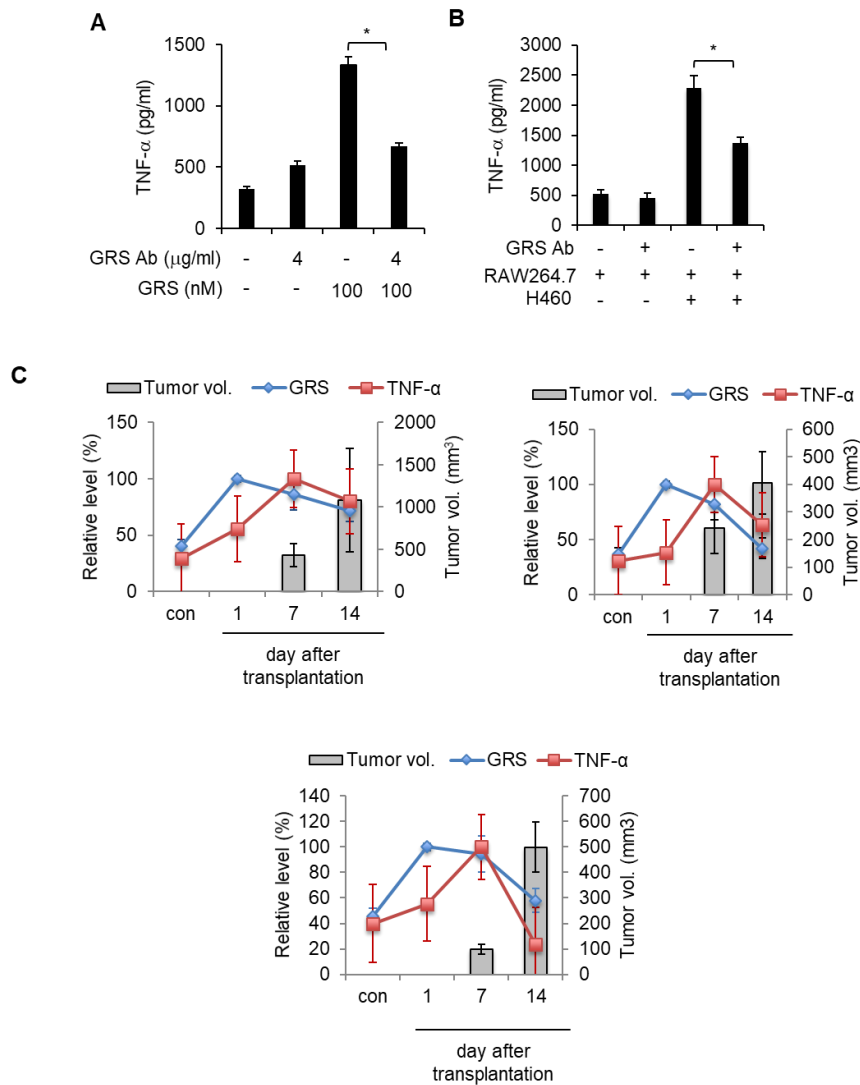 A
TNF-α (pg/ml)
1500
1000
500
0
*
GRS Ab (μg/ml) - 4 - 4
GRS (nM) - - 100 100
B
TNF-α (pg/ml)
3000
2500
2000
1500
1000
500
0
*
GRS Ab - + - +
RAW264.7 + + + +
H460 - - + +
C
Tumor vol. GRS TNF-α
Relative level (%)
150
100
50
0
2000
1500
1000
500
0
Tumor vol. (mm³)
con 1 7 14
day after
transplantation
Tumor vol. GRS TNF-α
Relative level (%)
150
100
50
0
600
500
400
300
200
100
0
Tumor vol. (mm3)
con 1 7 14
day after
transplantation
Tumor vol. GRS TNF-α
Relative level (%)
140
120
100
80
60
40
20
0
700
600
500
400
300
200
100
0
Tumor vol. (mm3)
con 1 7 14
day after
transplantation